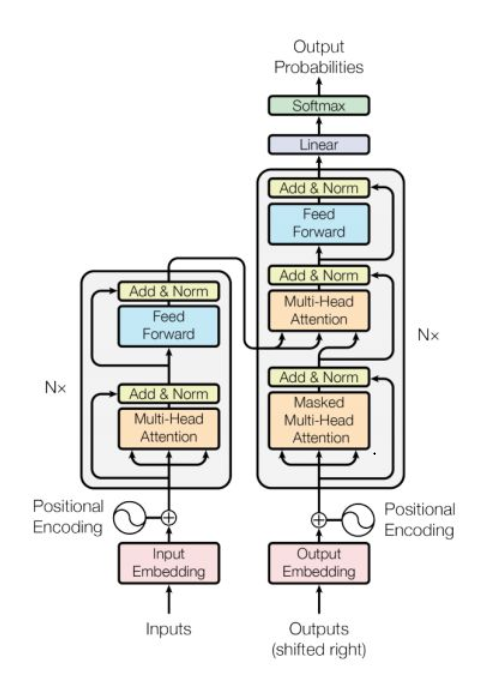 Output
Probabilities
Softmax
Linear
Add & Norm
Feed
Forward
Add & Norm
Multi-Head
Attention
Add & Norm
Masked
Multi-Head
Attention
Nx
Add & Norm
Feed
Forward
Add & Norm
Multi-Head
Attention
Nx
Positional
Encoding
Positional
Encoding
Input
Embedding
Output
Embedding
Inputs
Outputs
(shifted right)